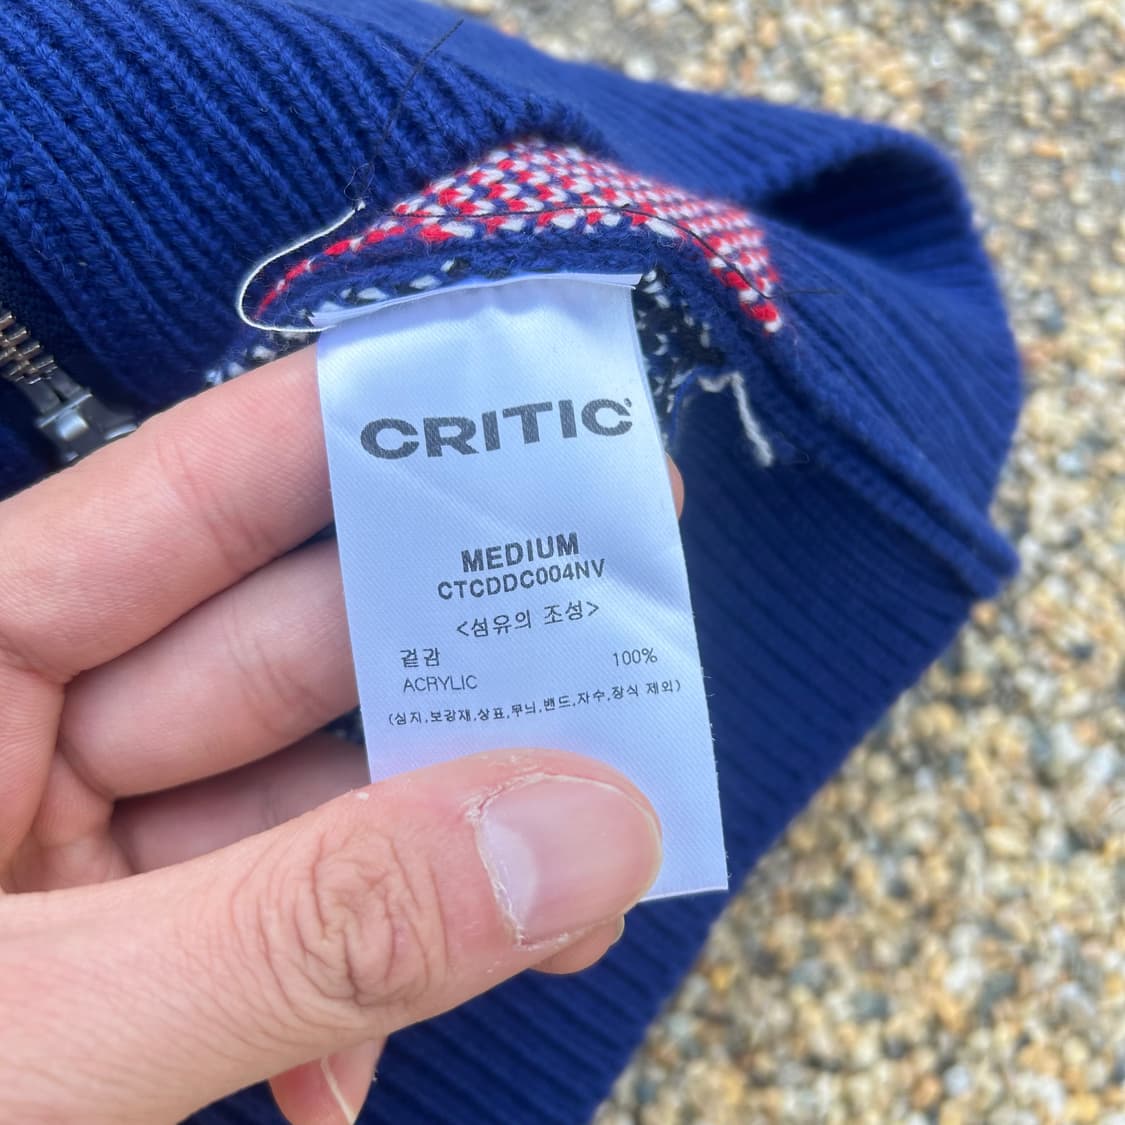 CRITIC
MEDIUM
CTCDDC004NV
<섬유의 조성>
겉감 100%
ACRYLIC
(심지,보강재,상표,무늬,밴드,자수,장식 제외)